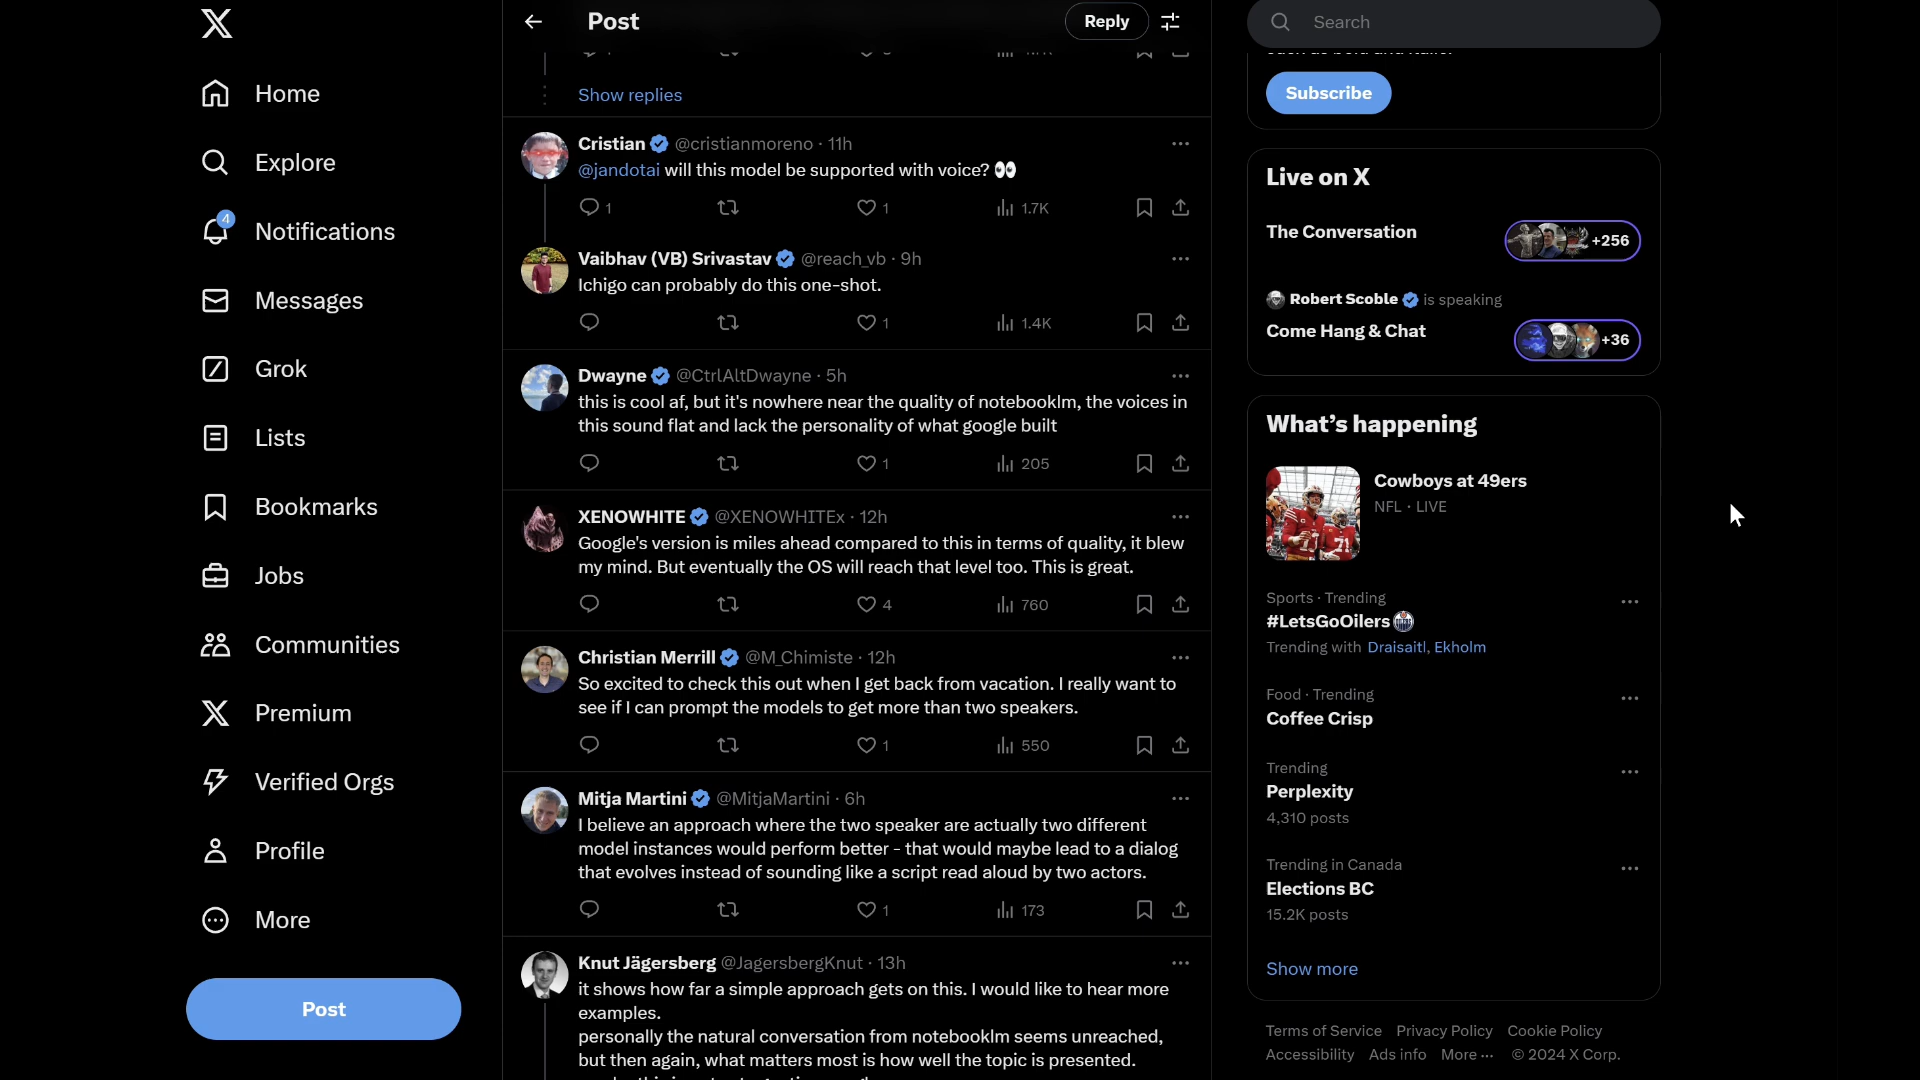 Home
Explore
4
Notifications
Messages
Grok
Lists
Bookmarks
Jobs
Communities
Premium
Verified Orgs
Profile
More
Post
Post
Reply
Show replies
Cristian @cristianmoreno · 11h
@jandotai will this model be supported with voice? 👀
1 1 1.7K
Vaibhav (VB) Srivastav @reach_vb · 9h
Ichigo can probably do this one-shot.
1 1.4K
Dwayne @CtrlAltDwayne · 5h
this is cool af, but it's nowhere near the quality of notebooklm, the voices in
this sound flat and lack the personality of what google built
1 205
XENOWHITE @XENOWHITEx · 12h
Google's version is miles ahead compared to this in terms of quality, it blew
my mind. But eventually the OS will reach that level too. This is great.
4 760
Christian Merrill @M_Chimiste · 12h
So excited to check this out when I get back from vacation. I really want to
see if I can prompt the models to get more than two speakers.
1 550
Mitja Martini @MitjaMartini · 6h
I believe an approach where the two speaker are actually two different
model instances would perform better - that would maybe lead to a dialog
that evolves instead of sounding like a script read aloud by two actors.
1 173
Knut Jägersberg @JagersbergKnut · 13h
it shows how far a simple approach gets on this. I would like to hear more
examples.
personally the natural conversation from notebooklm seems unreached,
but then again, what matters most is how well the topic is presented.
Search
Subscribe
Live on X
The Conversation
+256
Robert Scoble is speaking
Come Hang & Chat
+36
What's happening
Cowboys at 49ers
NFL · LIVE
Sports · Trending
#LetsGoOilers
Trending with Draisaitl, Ekholm
Food · Trending
Coffee Crisp
Trending
Perplexity
4,310 posts
Trending in Canada
Elections BC
15.2K posts
Show more
Terms of Service Privacy Policy Cookie Policy
Accessibility Ads info More ··· © 2024 X Corp.